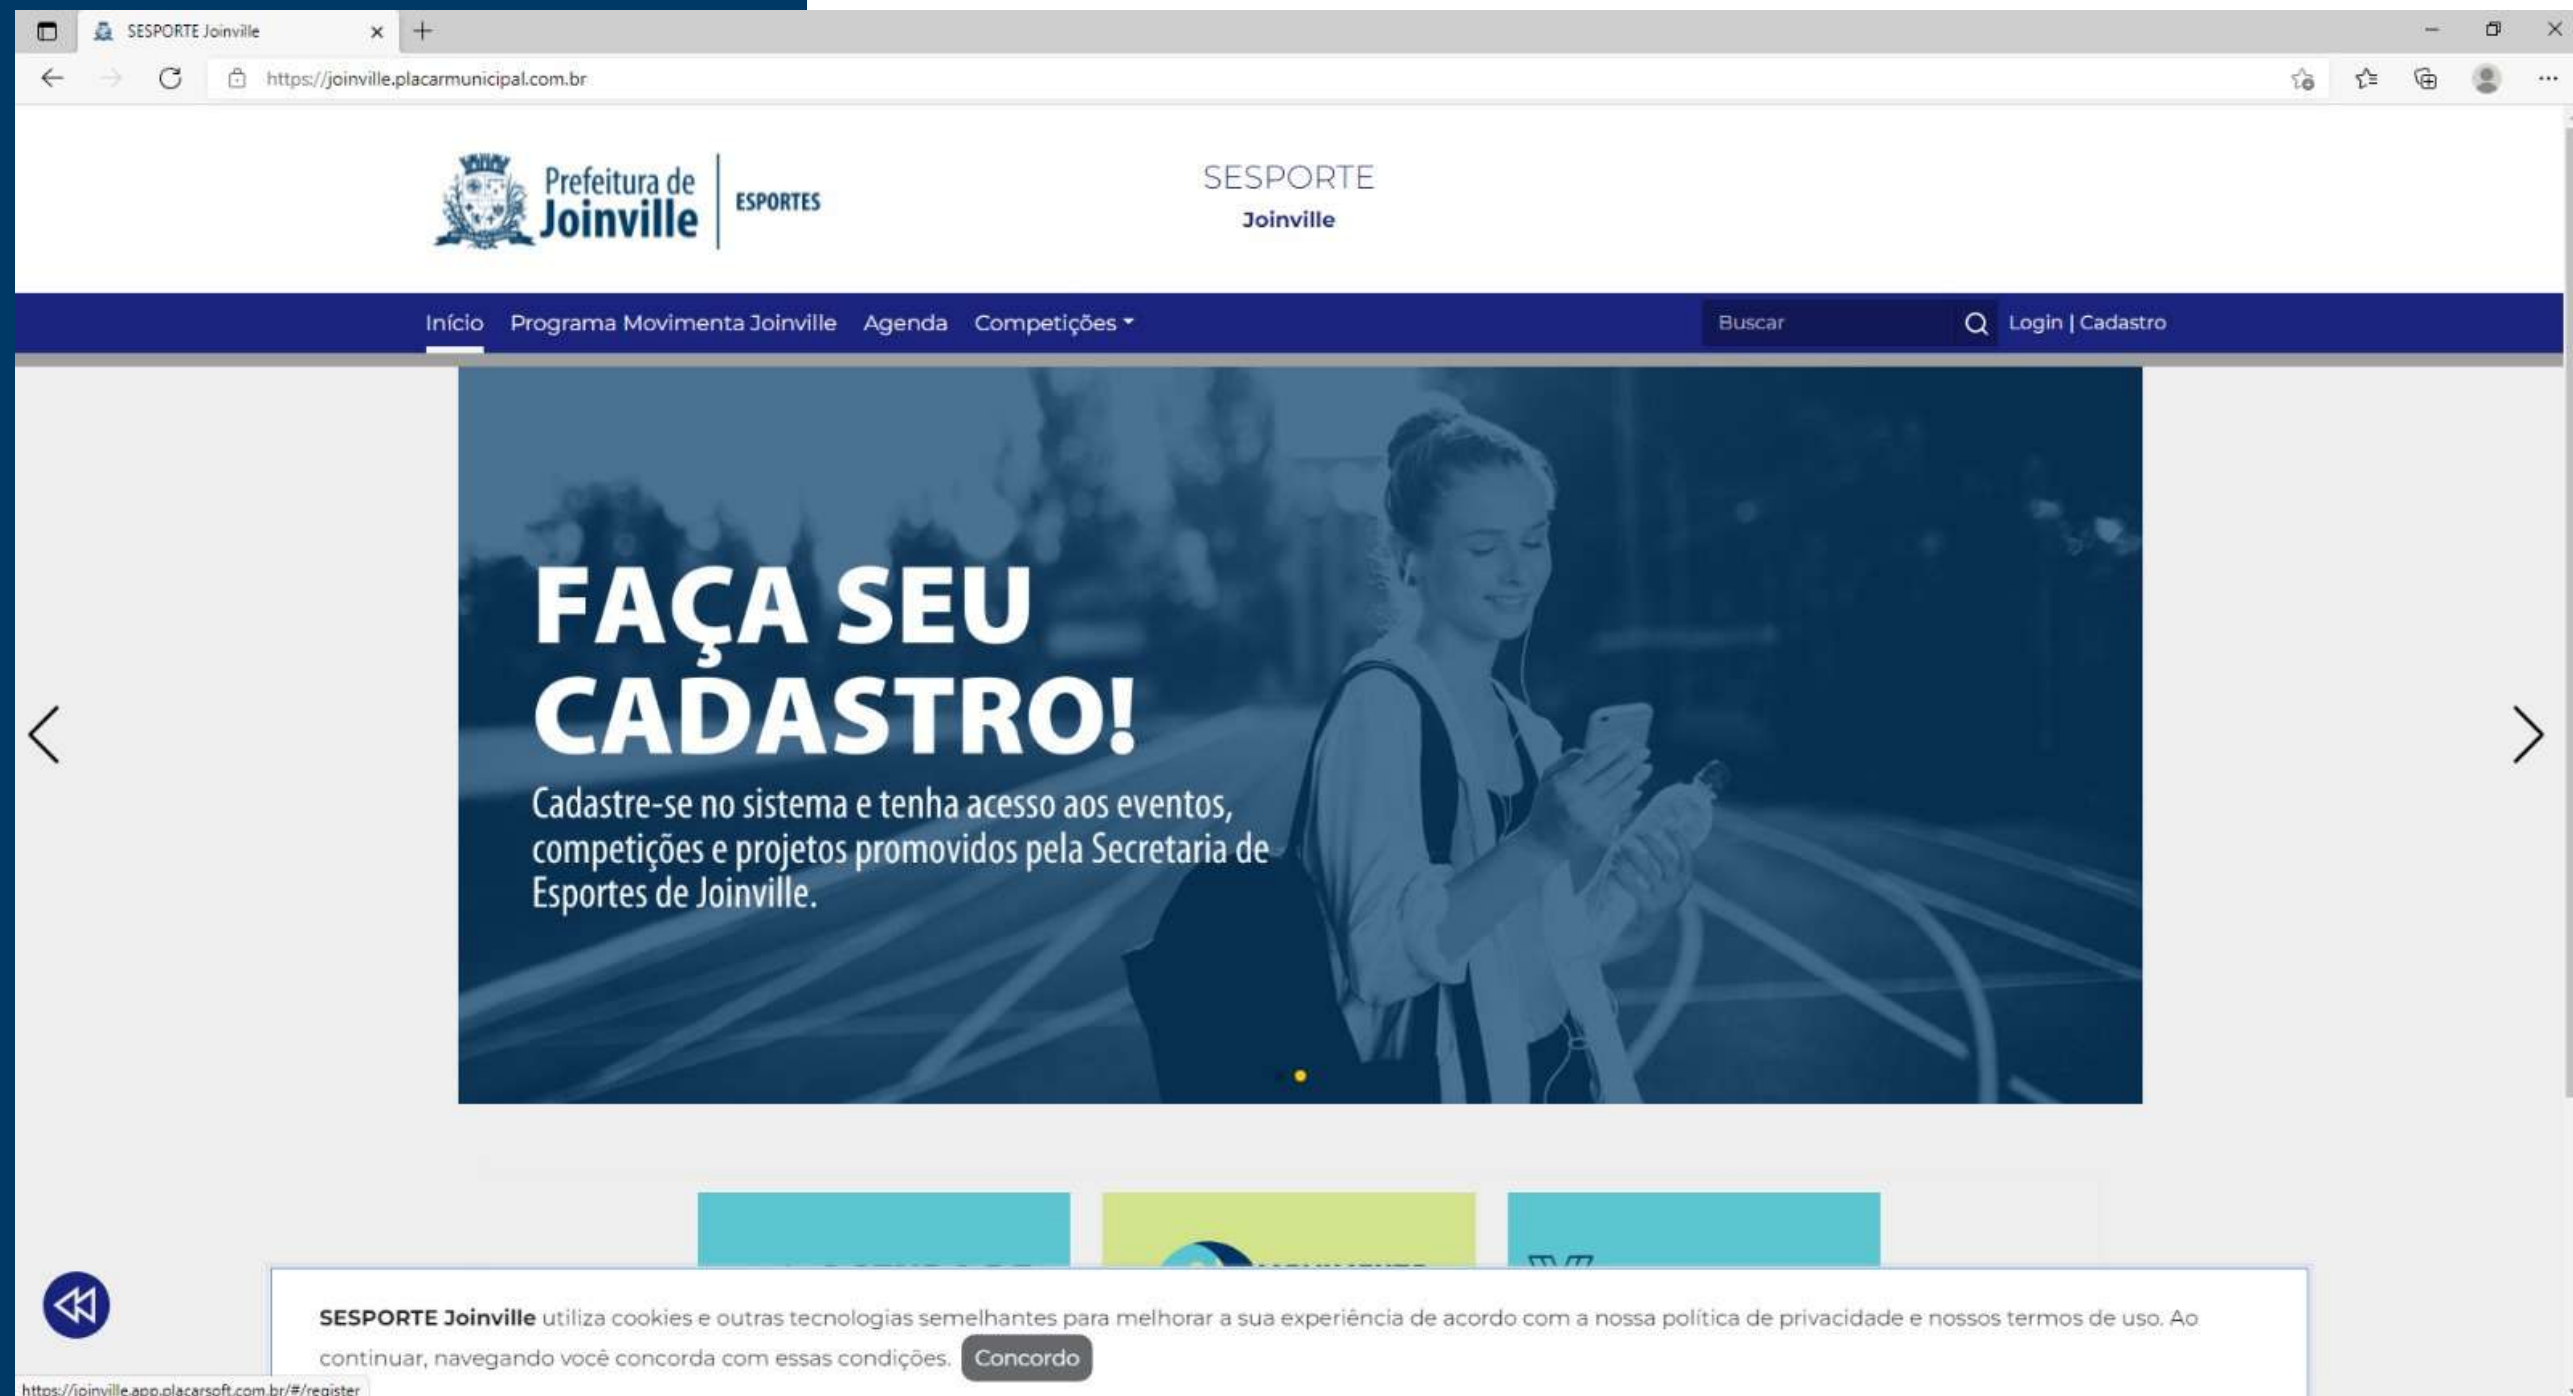 SESPORTE Joinville
https://joinville.placarmunicipal.com.br
Prefeitura de
Joinville
ESPORTES
SESPORTE
Joinville
Início Programa Movimenta Joinville Agenda Competições Buscar Login | Cadastro
FAÇA SEU
CADASTRO!
Cadastre-se no sistema e tenha acesso aos eventos,
competições e projetos promovidos pela Secretaria de
Esportes de Joinville.
SESPORTE Joinville utiliza cookies e outras tecnologias semelhantes para melhorar a sua experiência de acordo com a nossa política de privacidade e nossos termos de uso. Ao
continuar, navegando você concorda com essas condições. Concordo
https://joinville.app.placarsoft.com.br/#/register